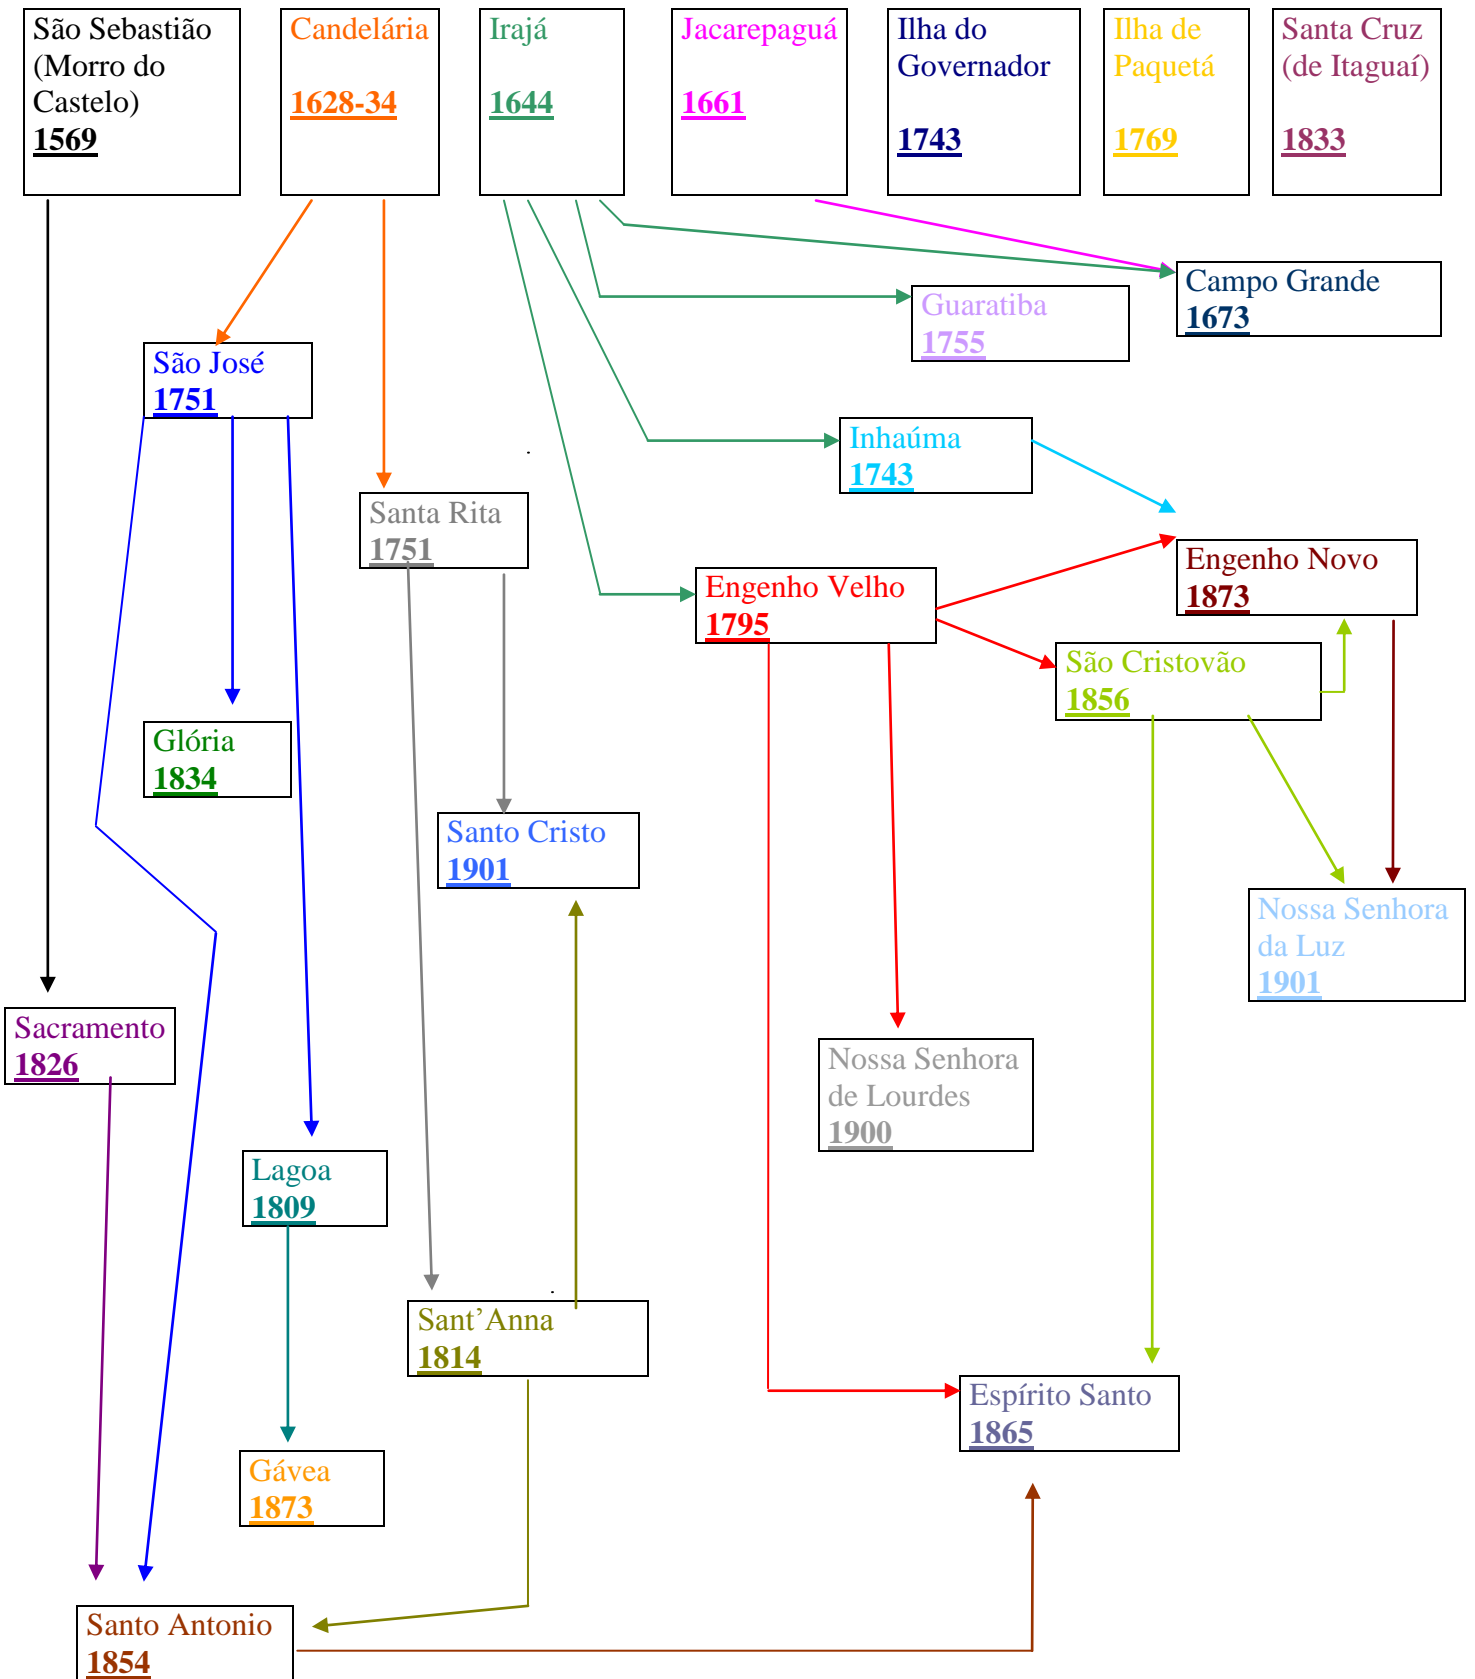 São Sebastião
(Morro do
Castelo)
1569
Candelária
1628-34
Irajá
1644
Jacarepaguá
1661
Ilha do
Governador
1743
Ilha de
Paquetá
1769
Santa Cruz
(de Itaguaí)
1833
Campo Grande
1673
Guaratiba
1755
São José
1751
Inhaúma
1743
Santa Rita
1751
Engenho Velho
1795
Engenho Novo
1873
São Cristovão
1856
Glória
1834
Santo Cristo
1901
Nossa Senhora
da Luz
1901
Sacramento
1826
Nossa Senhora
de Lourdes
1900
Lagoa
1809
Sant’Anna
1814
Espírito Santo
1865
Gávea
1873
Santo Antonio
1854